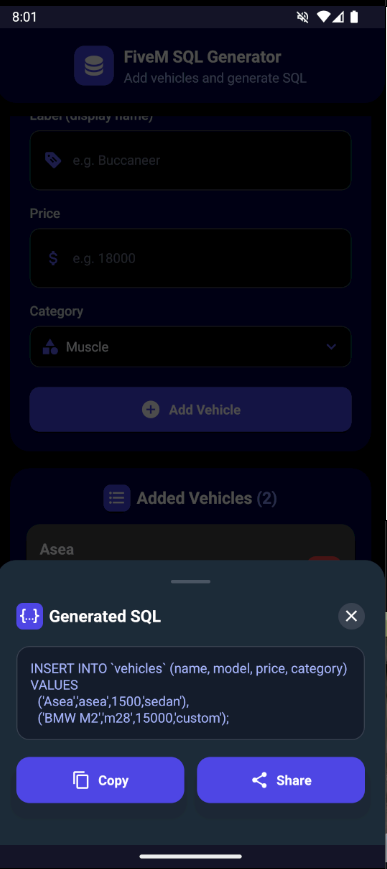 8:01
FiveM SQL Generator
Add vehicles and generate SQL
Label (display name)
e.g. Buccaneer
Price
$ e.g. 18000
Category
Muscle
Add Vehicle
Added Vehicles (2)
Asea
{..} Generated SQL
INSERT INTO `vehicles` (name, model, price, category)
VALUES
('Asea','asea',1500,'sedan'),
('BMW M2','m28',15000,'custom');
Copy
Share